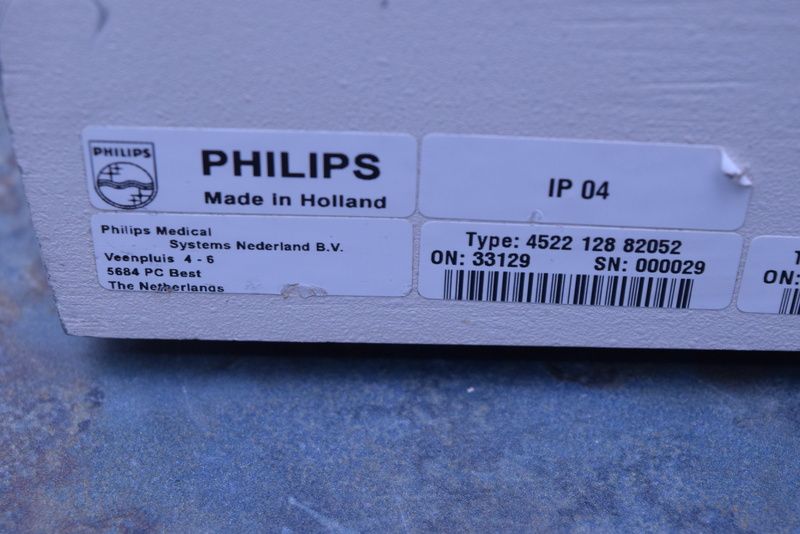 PHILIPS
PHILIPS
Made in Holland
IP 04
Philips Medical
Systems Nederland B.V.
Veenpluis 4 - 6
5684 PC Best
The Netherlands
Type: 4522 128 82052
ON: 33129 SN: 000029
T
ON: